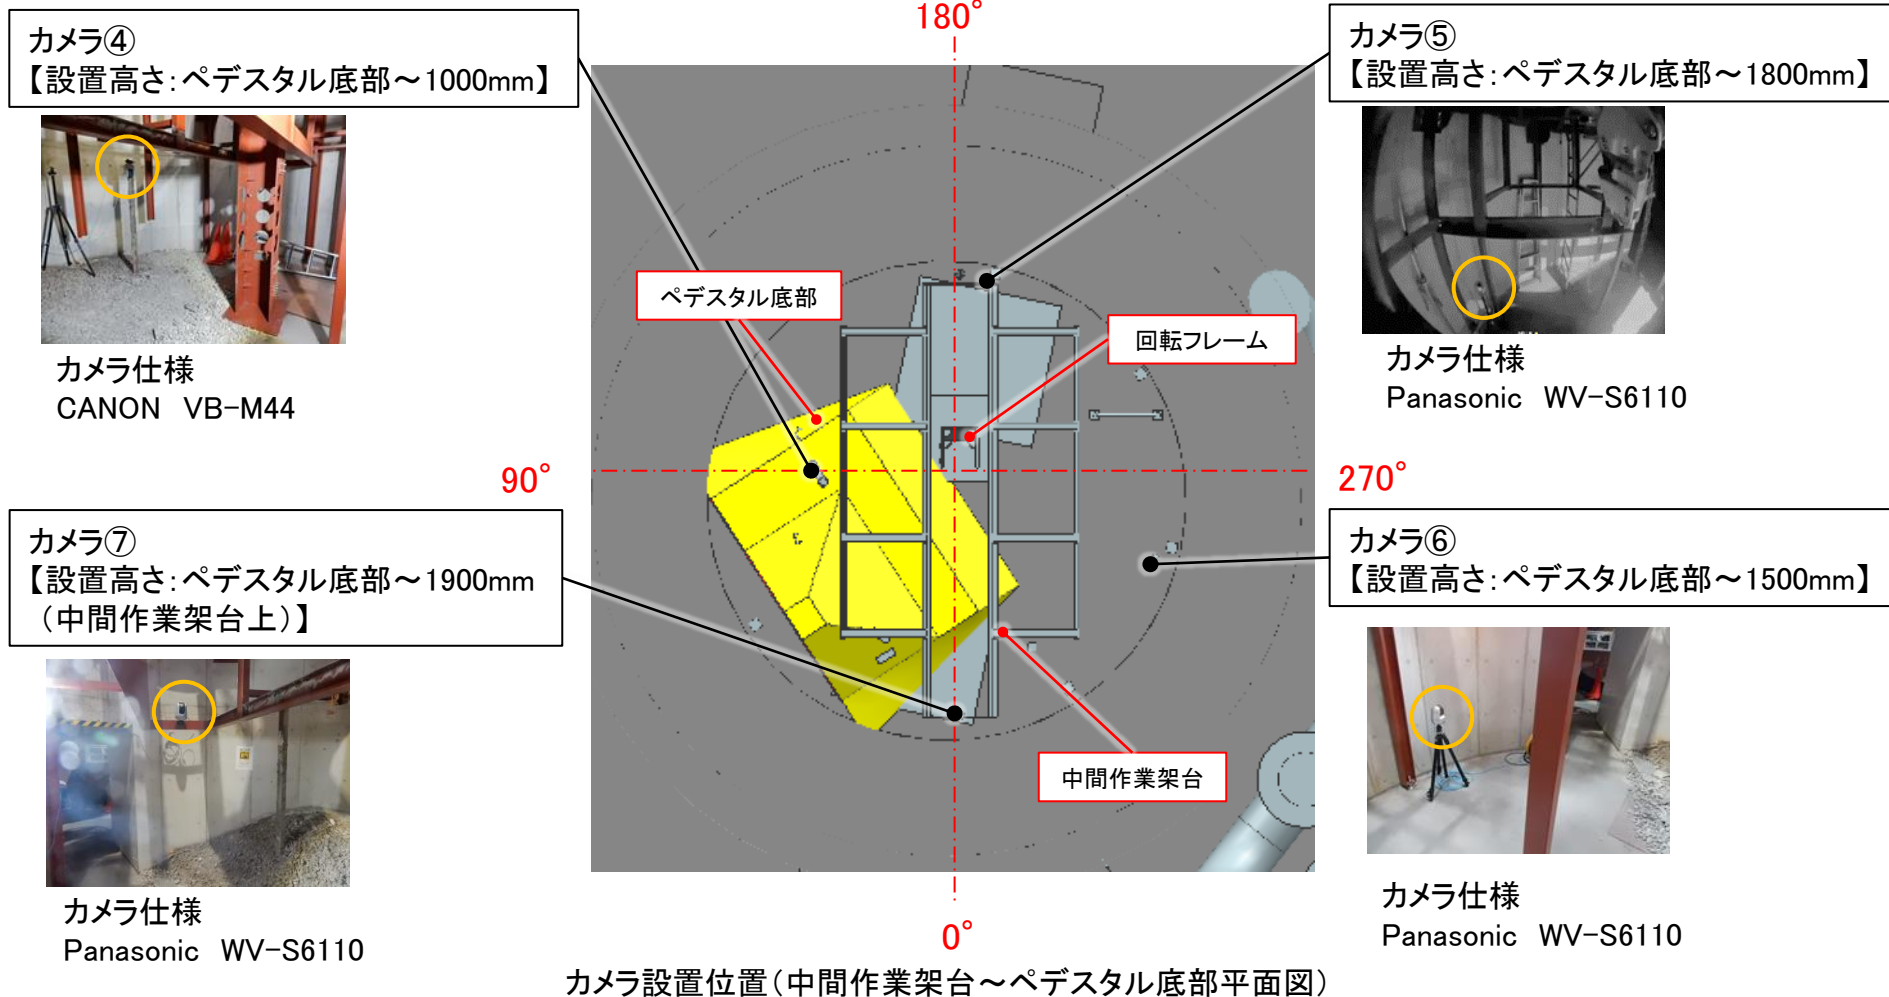 180°
カメラ④
【設置高さ：ペデスタル底部～1000mm】
カメラ仕様
CANON　VB-M44
カメラ⑤
【設置高さ：ペデスタル底部～1800mm】
カメラ仕様
Panasonic　WV-S6110
ペデスタル底部
回転フレーム
90°
270°
カメラ⑦
【設置高さ：ペデスタル底部～1900mm
（中間作業架台上）】
カメラ仕様
Panasonic　WV-S6110
カメラ⑥
【設置高さ：ペデスタル底部～1500mm】
カメラ仕様
Panasonic　WV-S6110
中間作業架台
0°
カメラ設置位置（中間作業架台～ペデスタル底部平面図）